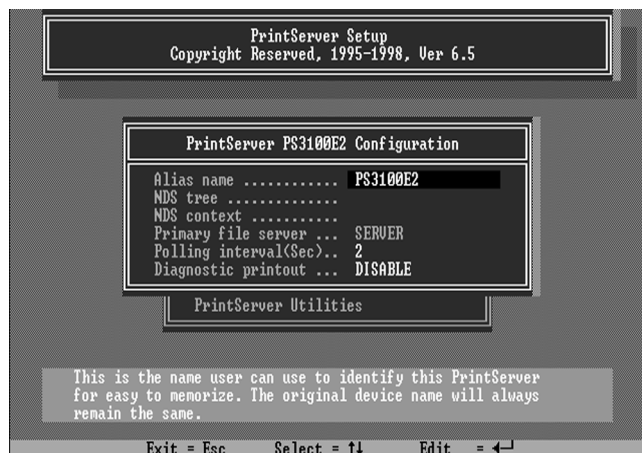 PrintServer Setup
Copyright Reserved, 1995-1998, Ver 6.5
PrintServer PS3100E2 Configuration
Alias name ............ PS3100E2
NDS tree ..............
NDS context ...........
Primary file server ... SERVER
Polling interval(Sec).. 2
Diagnostic printout ... DISABLE
PrintServer Utilities
This is the name user can use to identify this PrintServer
for easy to memorize. The original device name will always
remain the same.
Exit = Esc Select = ↑↓ Edit = ◄─┘